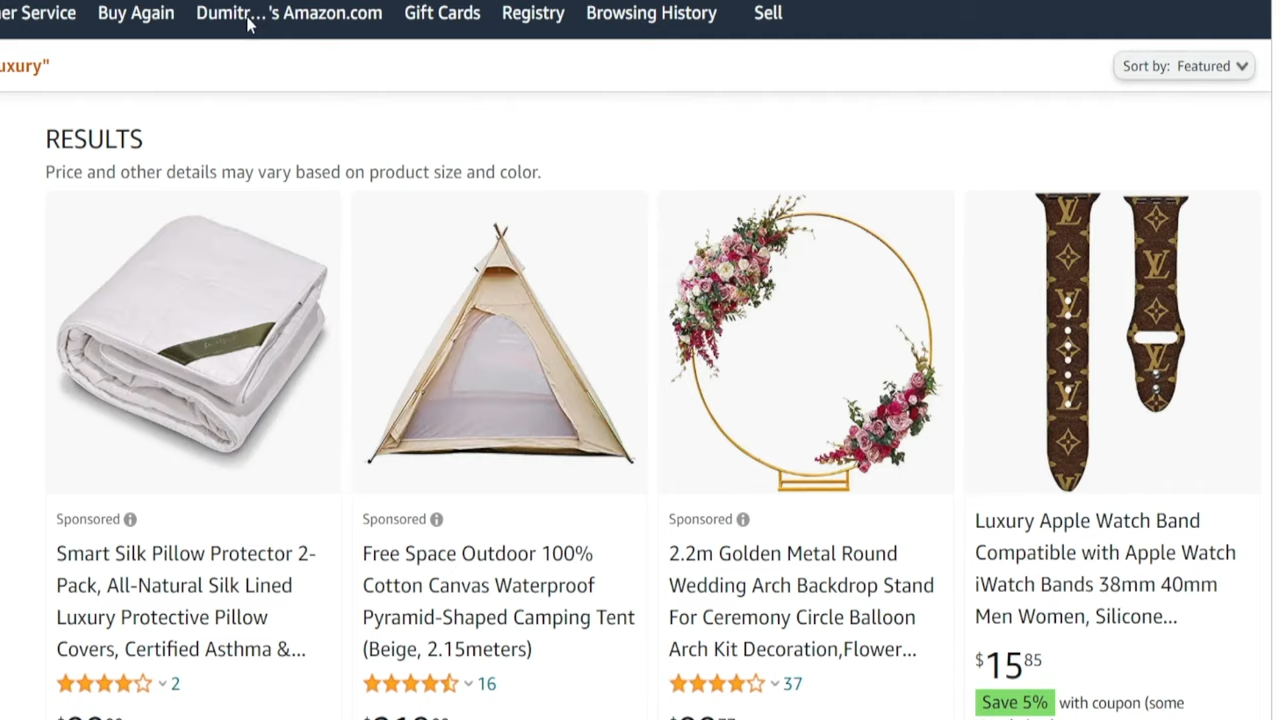 er Service Buy Again Dumitr...'s Amazon.com Gift Cards Registry Browsing History Sell
uxury"
Sort by: Featured
RESULTS
Price and other details may vary based on product size and color.
Sponsored
Smart Silk Pillow Protector 2-
Pack, All-Natural Silk Lined
Luxury Protective Pillow
Covers, Certified Asthma &...
2
Sponsored
Free Space Outdoor 100%
Cotton Canvas Waterproof
Pyramid-Shaped Camping Tent
(Beige, 2.15meters)
16
Sponsored
2.2m Golden Metal Round
Wedding Arch Backdrop Stand
For Ceremony Circle Balloon
Arch Kit Decoration,Flower...
37
Luxury Apple Watch Band
Compatible with Apple Watch
iWatch Bands 38mm 40mm
Men Women, Silicone...
$15 85
Save 5% with coupon (some